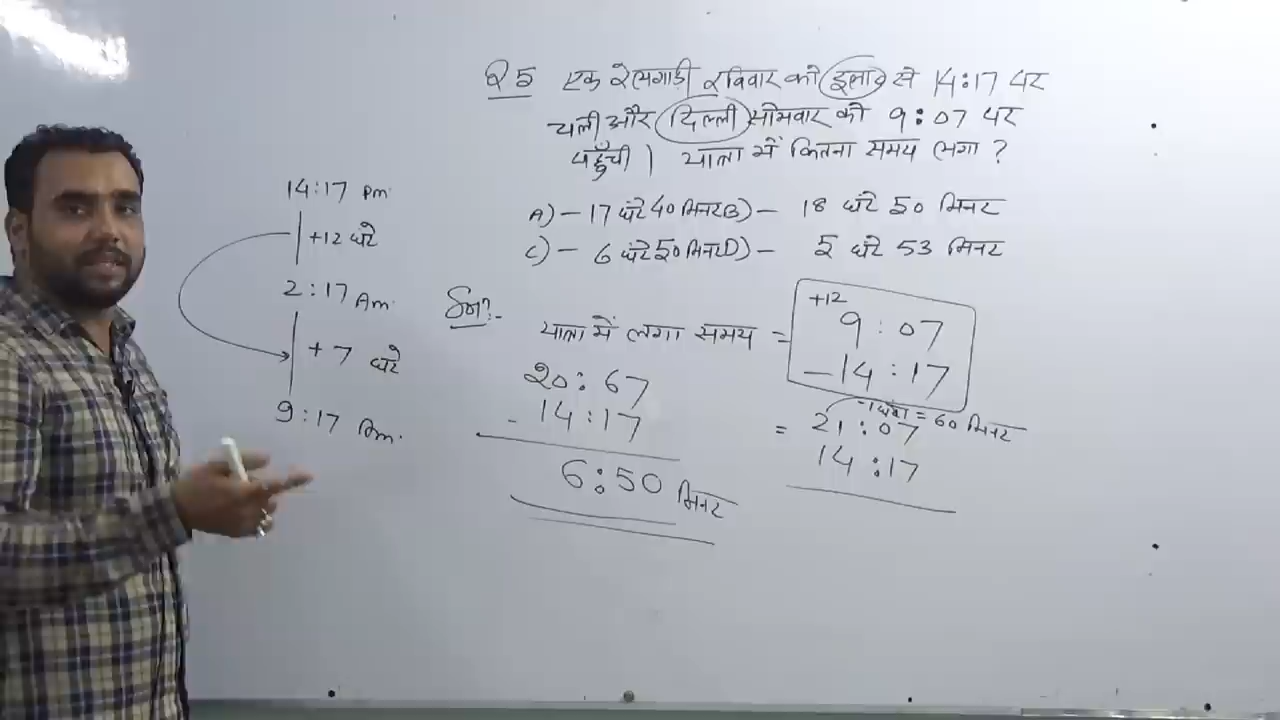 Q5 एक रेलगाड़ी रविवार को इलाo से 14:17 पर
चली और दिल्ली सोमवार को 9:07 पर
पहुँची। यात्रा में कितना समय लगा ?
A) – 17 घंटे 40 मिनट B) – 18 घंटे 50 मिनट
C) – 6 घंटे 50 मिनट D) – 5 घंटे 53 मिनट
14:17 Pm
+12 घंटे
2:17 Am.
+ 7 घंटे
9:17 Am.
यात्रा में लगा समय =
+12
9 : 07
– 14 : 17
-1 घंटा = 60 मिनट
= 21 : 07
14 : 17
20 : 67
- 14 : 17
6 : 50 मिनट